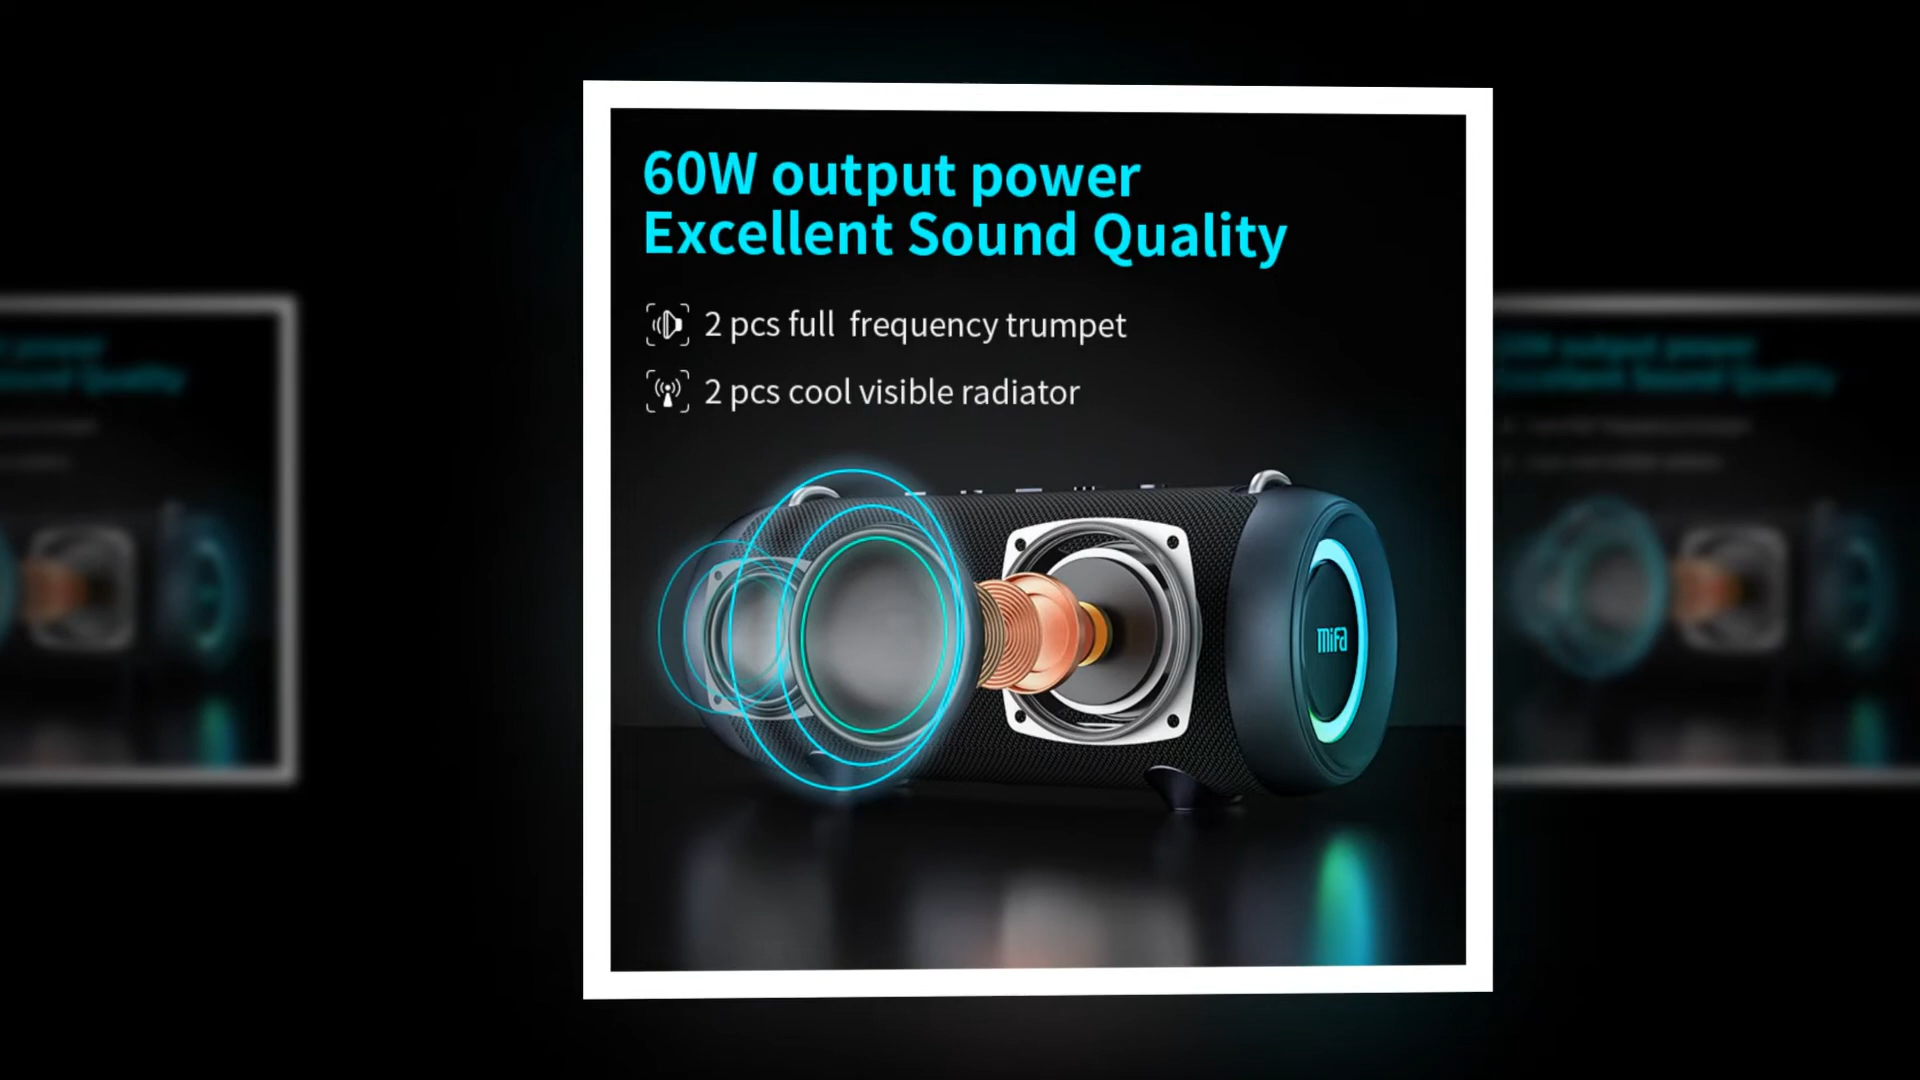 60W output power
Excellent Sound Quality
2 pcs full frequency trumpet
2 pcs cool visible radiator
mifa